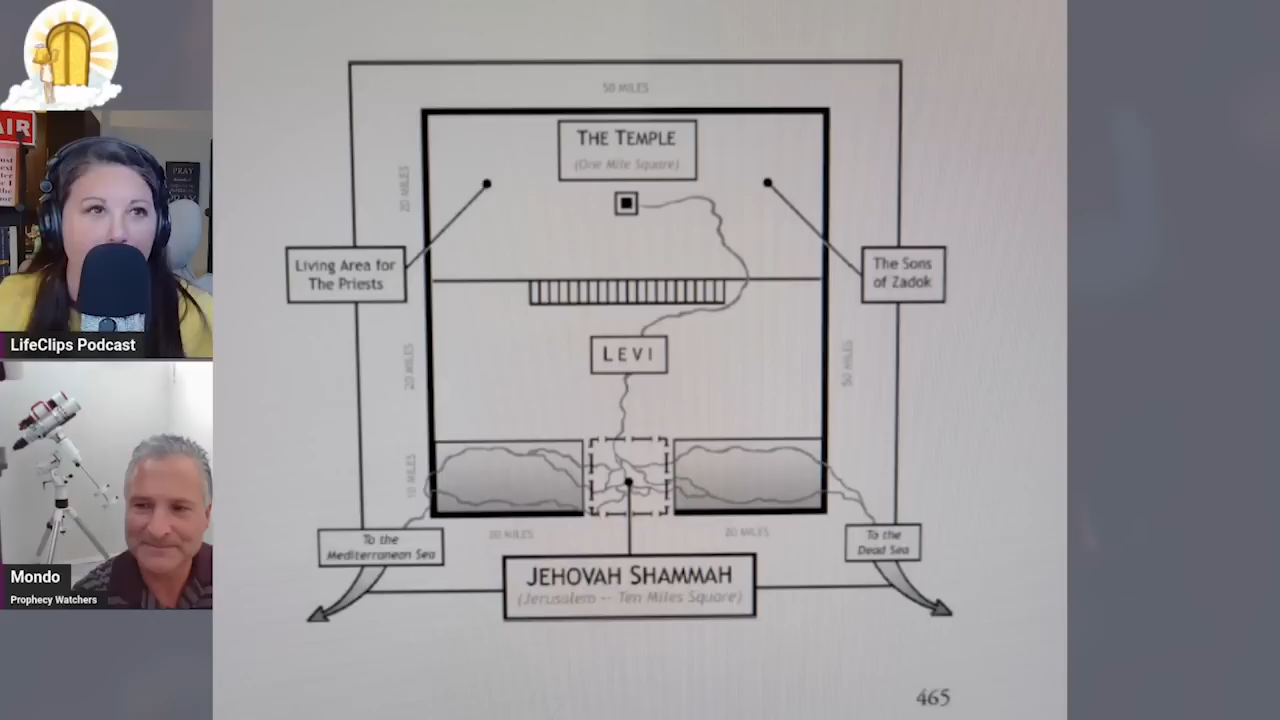 50 MILES
THE TEMPLE
(One Mile Square)
20 MILES
Living Area for
The Priests
The Sons
of Zadok
LEVI
20 MILES
50 MILES
10 MILES
20 MILES
20 MILES
To the
Mediterranean Sea
To the
Dead Sea
JEHOVAH SHAMMAH
(Jerusalem -- Ten Miles Square)
465
AIR
PRAY
LifeClips Podcast
Mondo
Prophecy Watchers